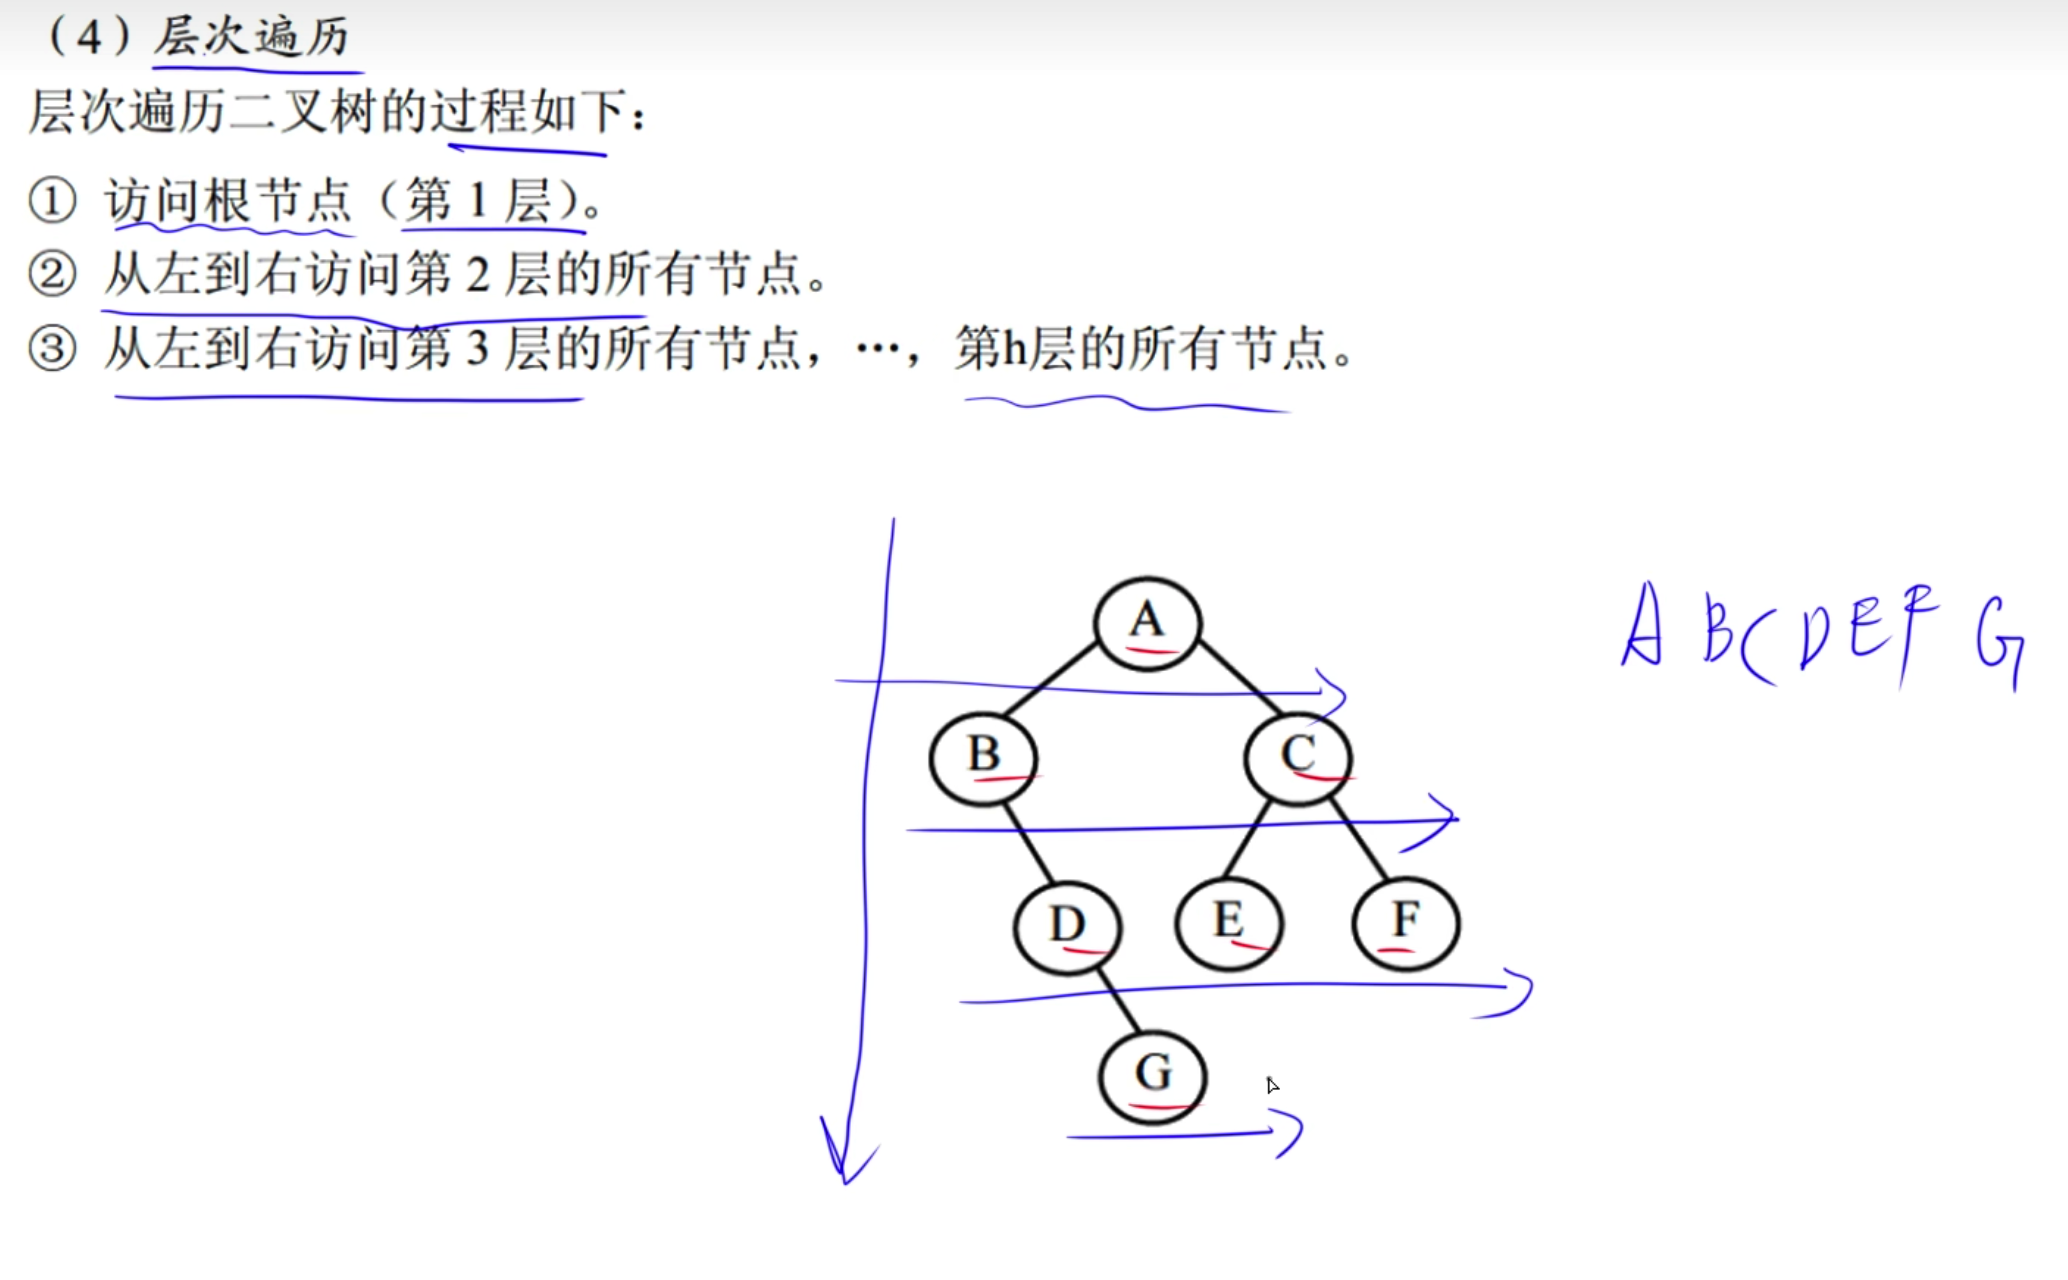 （4）层次遍历
层次遍历二叉树的过程如下：
① 访问根节点（第 1 层）。
② 从左到右访问第 2 层的所有节点。
③ 从左到右访问第 3 层的所有节点，…，第h层的所有节点。
A
A B C D E F G
B C
D E F
G